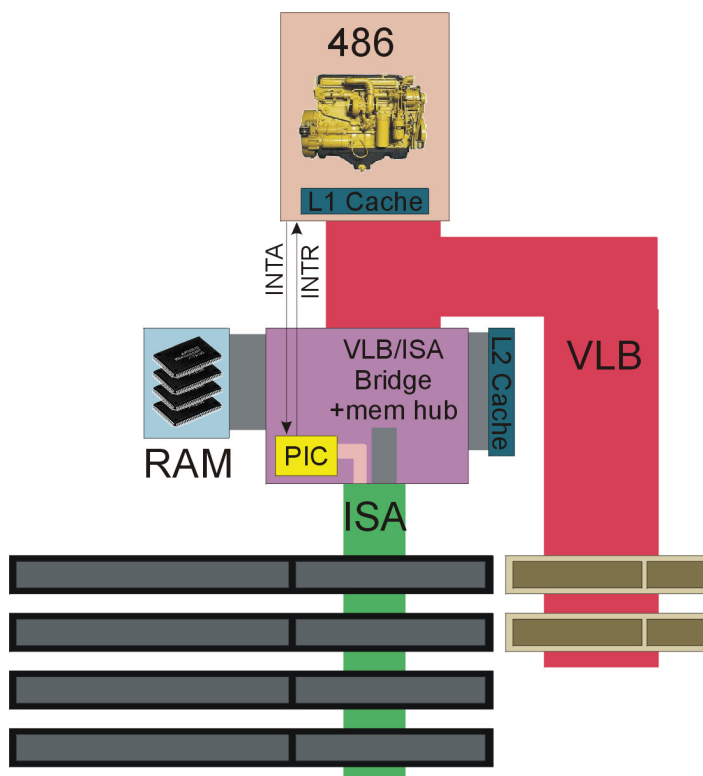 486
L1 Cache
INTA
INTR
VLB/ISA
Bridge
+mem hub
L2 Cache
VLB
RAM
PIC
ISA